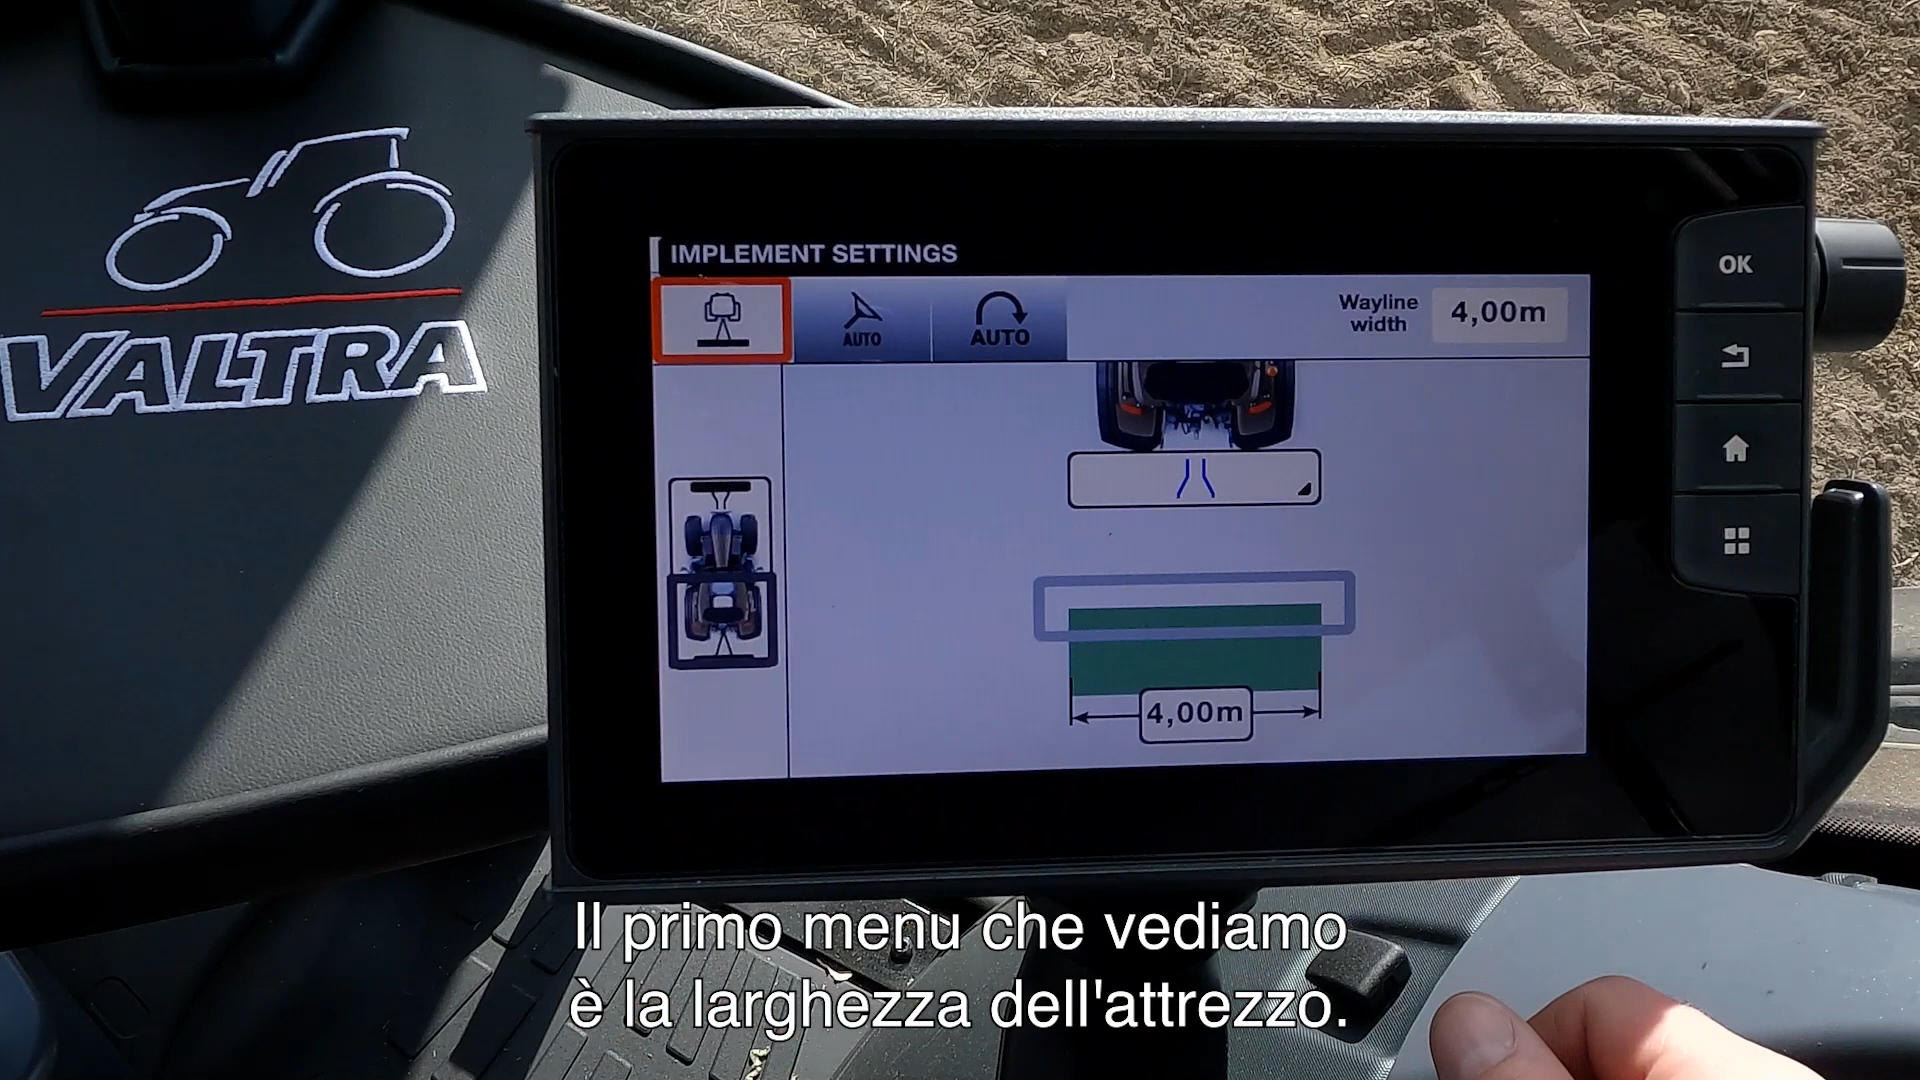 VALTRA
IMPLEMENT SETTINGS
AUTO
AUTO
Wayline
width
4,00m
4,00m
OK
Il primo menu che vediamo
è la larghezza dell'attrezzo.